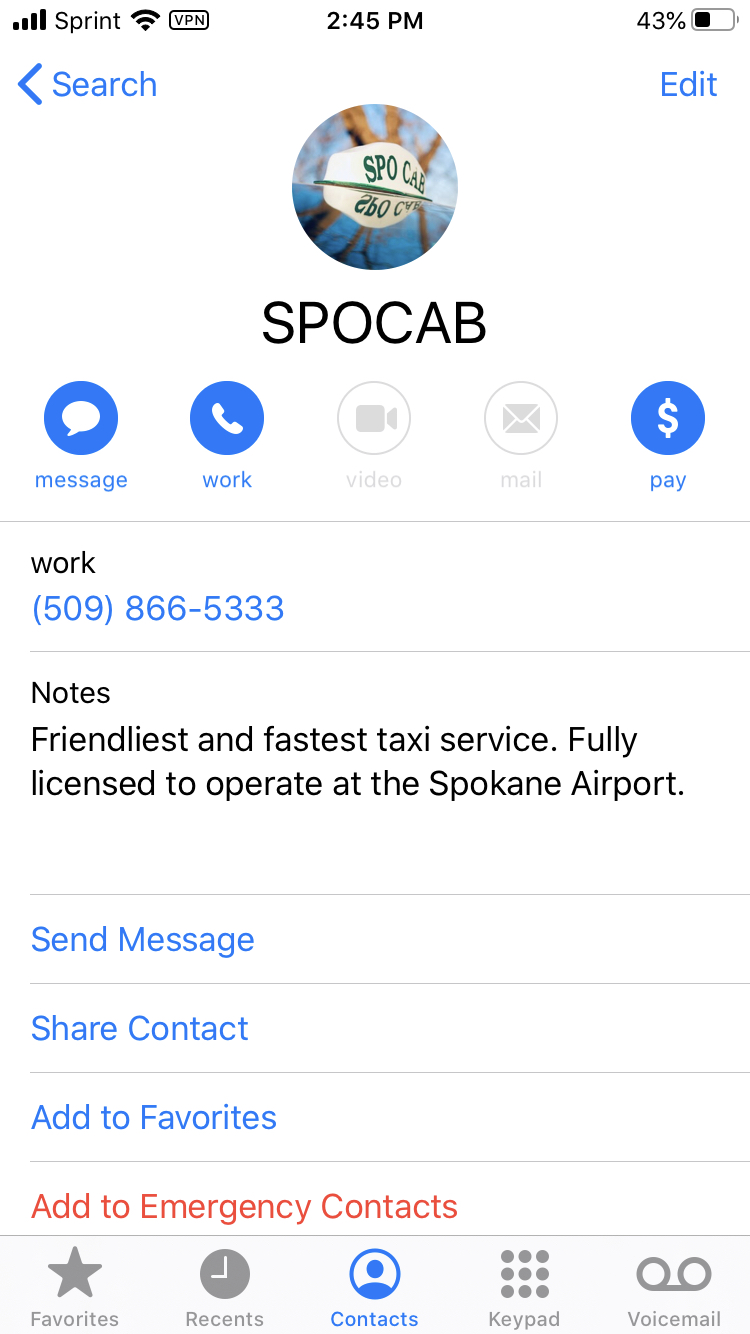 Sprint VPN 2:45 PM 43%
Search Edit
SPO CAB
SPO CAB
SPOCAB
message work video mail pay
work
(509) 866-5333
Notes
Friendliest and fastest taxi service. Fully
licensed to operate at the Spokane Airport.
Send Message
Share Contact
Add to Favorites
Add to Emergency Contacts
Favorites Recents Contacts Keypad Voicemail